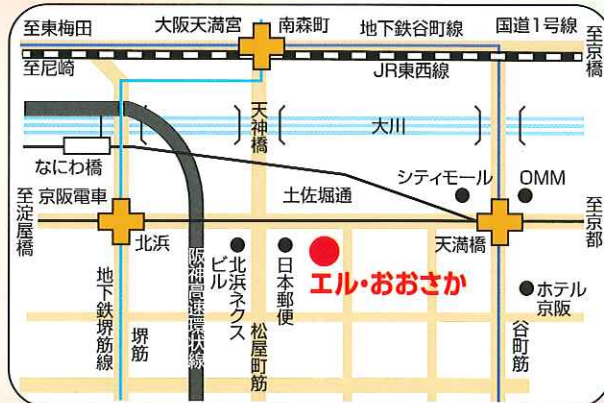 至東梅田
大阪天満宮
南森町
地下鉄谷町線
国道1号線
至京橋
至尼崎
JR東西線
天神橋
大川
なにわ橋
シティモール
OMM
至淀屋橋
京阪電車
土佐堀通
至京都
北浜
天満橋
エル・おおさか
地下鉄堺筋線
堺筋
阪神高速環状線
北浜ネクス
ビル
日本郵便
松屋町筋
ホテル
京阪
谷町筋